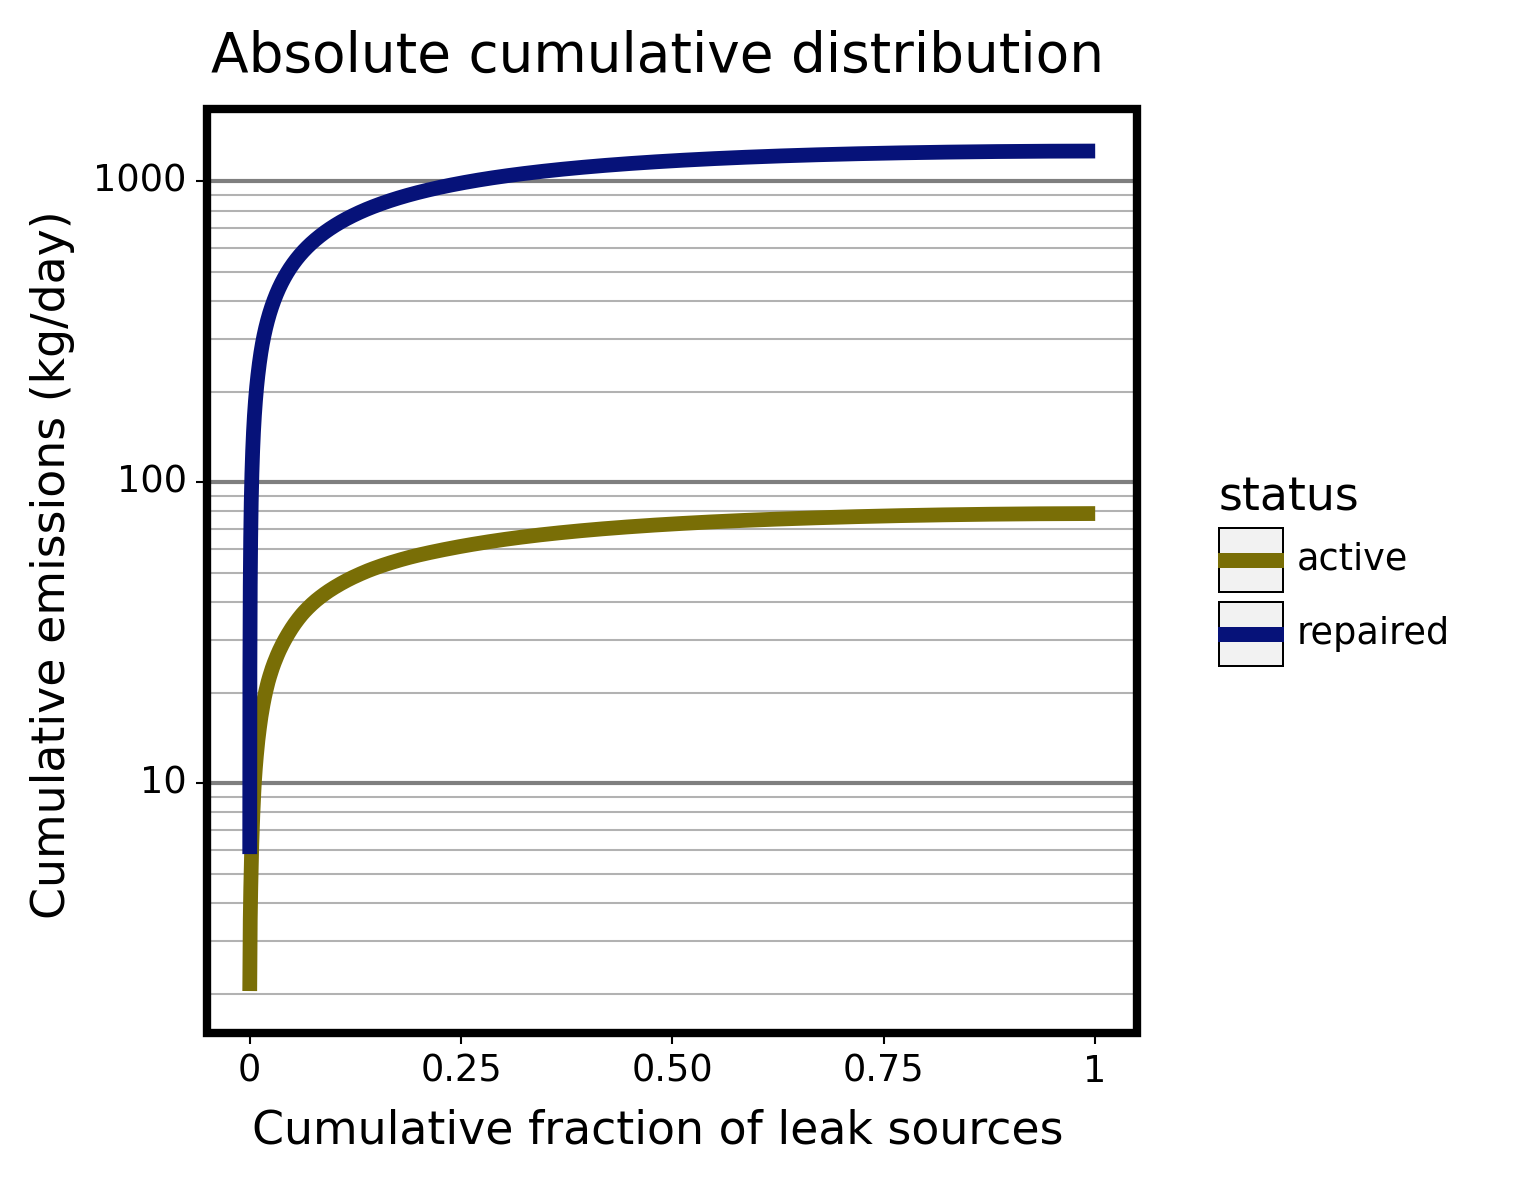 Absolute cumulative distribution
Cumulative emissions (kg/day)
1000
100
10
0
0.25
0.50
0.75
1
Cumulative fraction of leak sources
status
active
repaired